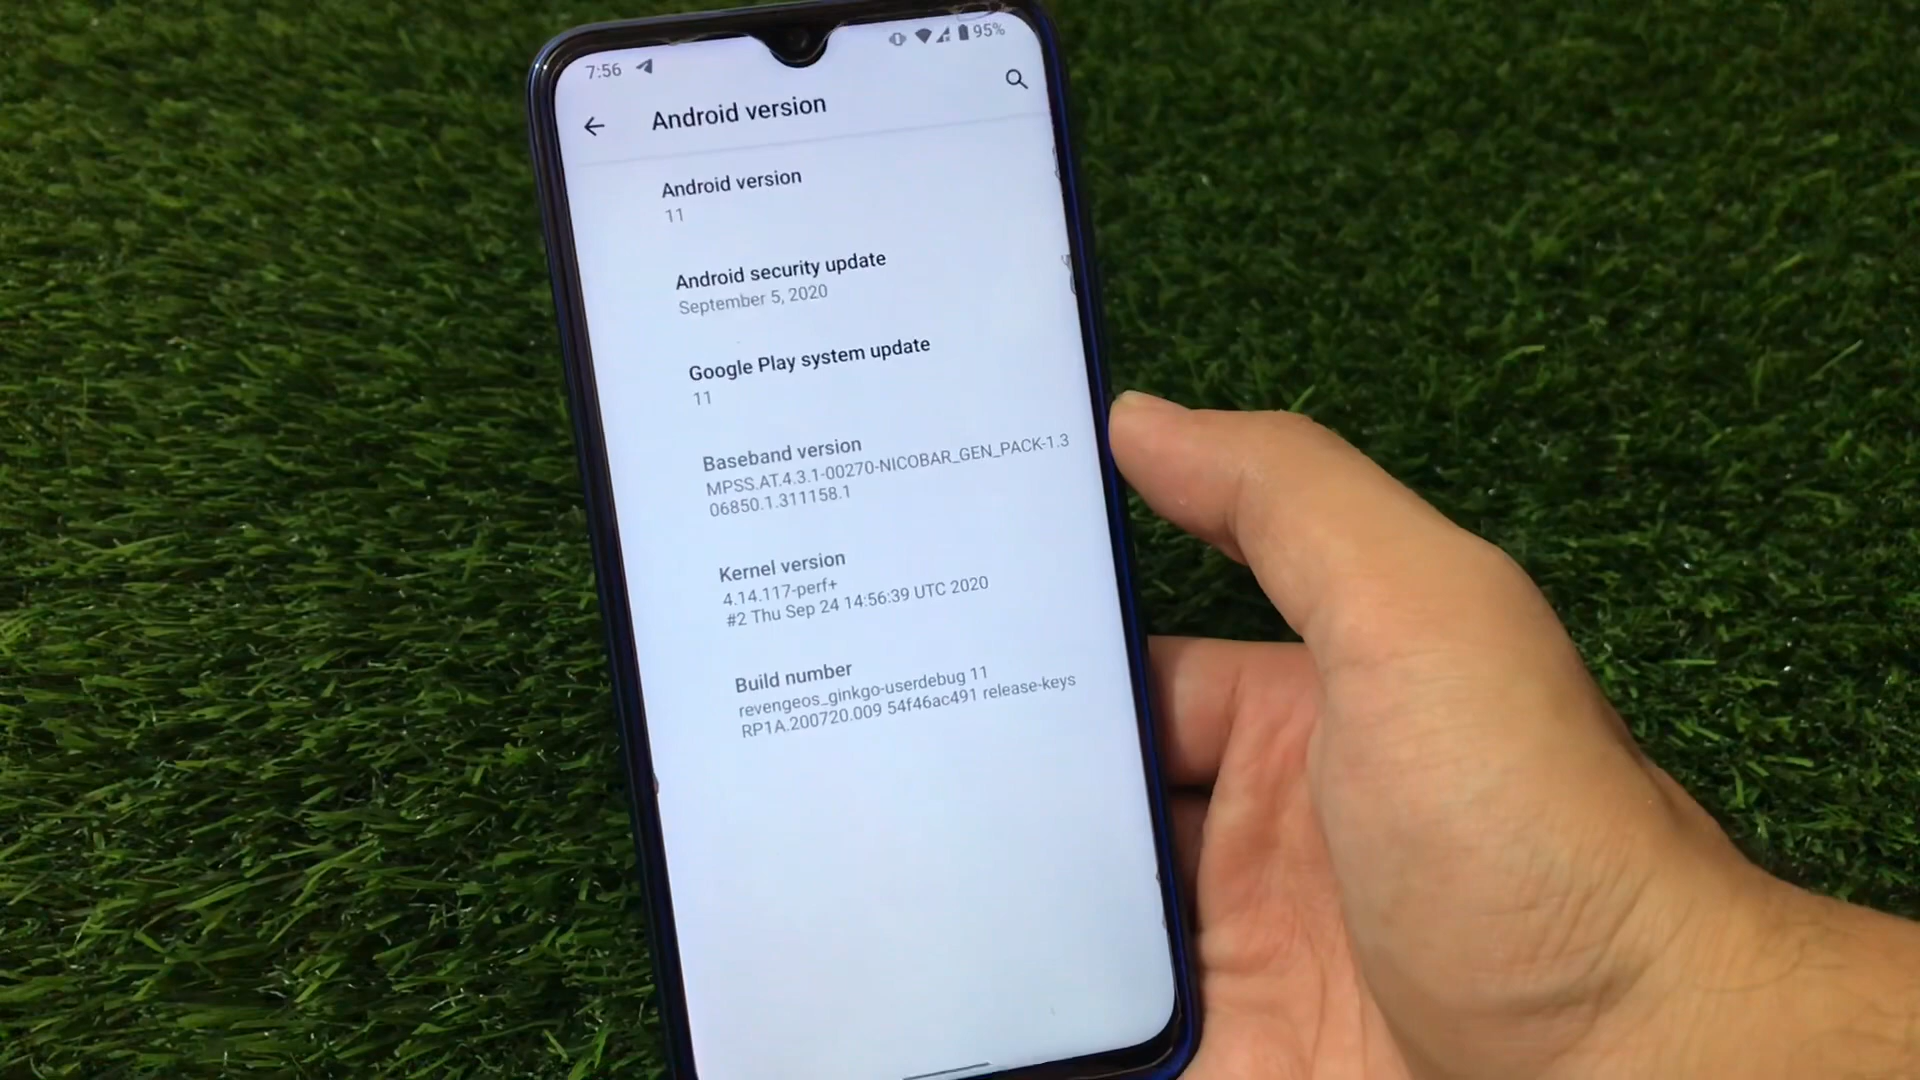 7:56 95%
Android version
Android version
11
Android security update
September 5, 2020
Google Play system update
11
Baseband version
MPSS.AT.4.3.1-00270-NICOBAR_GEN_PACK-1.3
06850.1.311158.1
Kernel version
4.14.117-perf+
#2 Thu Sep 24 14:56:39 UTC 2020
Build number
revengeos_ginkgo-userdebug 11
RP1A.200720.009 54f46ac491 release-keys